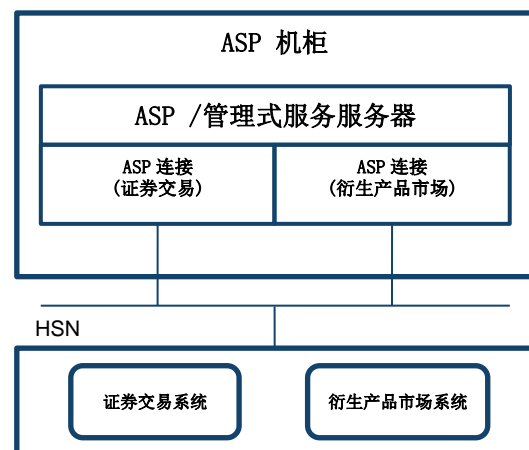 ASP 机柜
ASP /管理式服务服务器
ASP 连接
(证券交易)
ASP 连接
(衍生产品市场)
HSN
证券交易系统
衍生产品市场系统